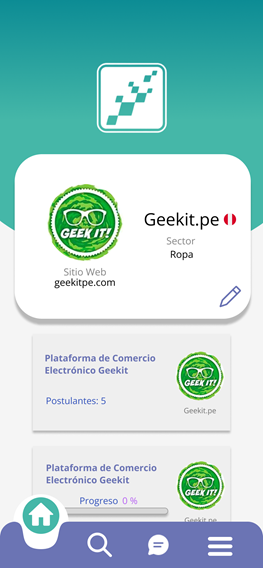 GEEK IT!
Geekit.pe
Sector
Ropa
Sitio Web
geekitpe.com
Plataforma de Comercio
Electrónico Geekit
Postulantes: 5
GEEK IT!
Geekit.pe
Plataforma de Comercio
Electrónico Geekit
Progreso 0 %
GEEK IT!
Geekit.pe